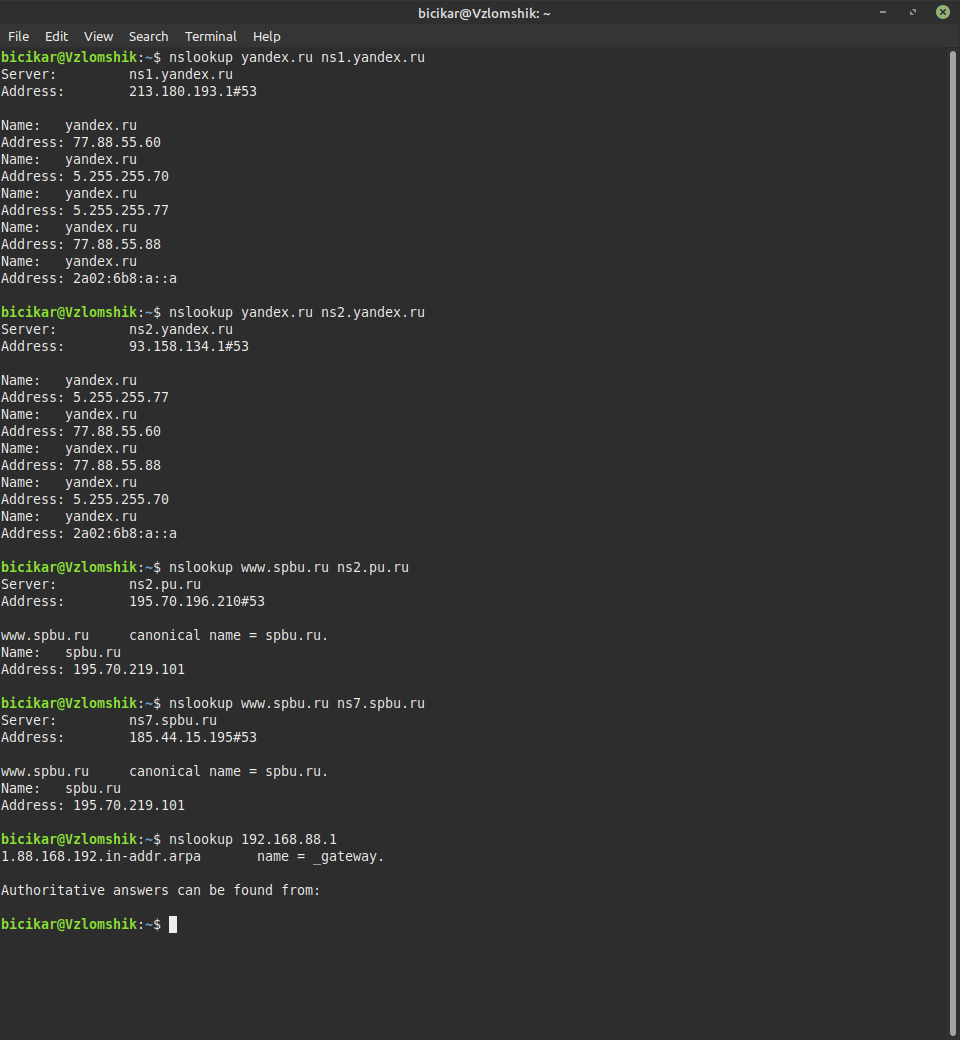 bicikar@Vzlomshik: ~
File Edit View Search Terminal Help
bicikar@Vzlomshik:~$ nslookup yandex.ru ns1.yandex.ru
Server:		ns1.yandex.ru
Address:	213.180.193.1#53

Name:	yandex.ru
Address: 77.88.55.60
Name:	yandex.ru
Address: 5.255.255.70
Name:	yandex.ru
Address: 5.255.255.77
Name:	yandex.ru
Address: 77.88.55.88
Name:	yandex.ru
Address: 2a02:6b8:a::a

bicikar@Vzlomshik:~$ nslookup yandex.ru ns2.yandex.ru
Server:		ns2.yandex.ru
Address:	93.158.134.1#53

Name:	yandex.ru
Address: 5.255.255.77
Name:	yandex.ru
Address: 77.88.55.60
Name:	yandex.ru
Address: 77.88.55.88
Name:	yandex.ru
Address: 5.255.255.70
Name:	yandex.ru
Address: 2a02:6b8:a::a

bicikar@Vzlomshik:~$ nslookup www.spbu.ru ns2.pu.ru
Server:		ns2.pu.ru
Address:	195.70.196.210#53

www.spbu.ru	canonical name = spbu.ru.
Name:	spbu.ru
Address: 195.70.219.101

bicikar@Vzlomshik:~$ nslookup www.spbu.ru ns7.spbu.ru
Server:		ns7.spbu.ru
Address:	185.44.15.195#53

www.spbu.ru	canonical name = spbu.ru.
Name:	spbu.ru
Address: 195.70.219.101

bicikar@Vzlomshik:~$ nslookup 192.168.88.1
1.88.168.192.in-addr.arpa	name = _gateway.

Authoritative answers can be found from:

bicikar@Vzlomshik:~$